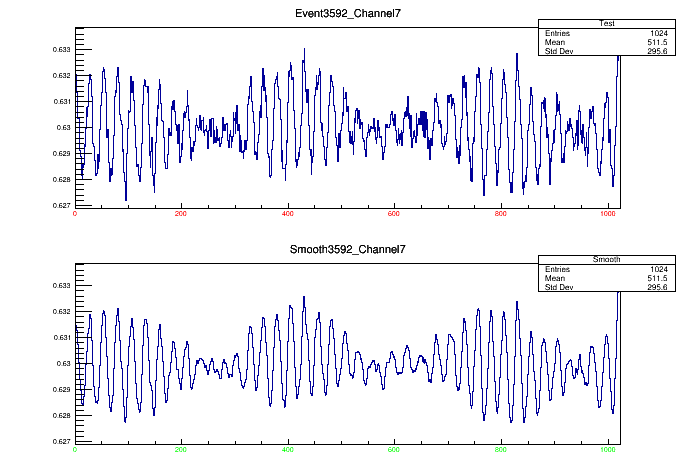 Event3592_Channel7
Test
Entries 1024
Mean 511.5
Std Dev 295.6
0.633
0.632
0.631
0.63
0.629
0.628
0.627
0 200 400 600 800 1000
Smooth3592_Channel7
Smooth
Entries 1024
Mean 511.5
Std Dev 295.6
0.633
0.632
0.631
0.63
0.629
0.628
0.627
0 200 400 600 800 1000